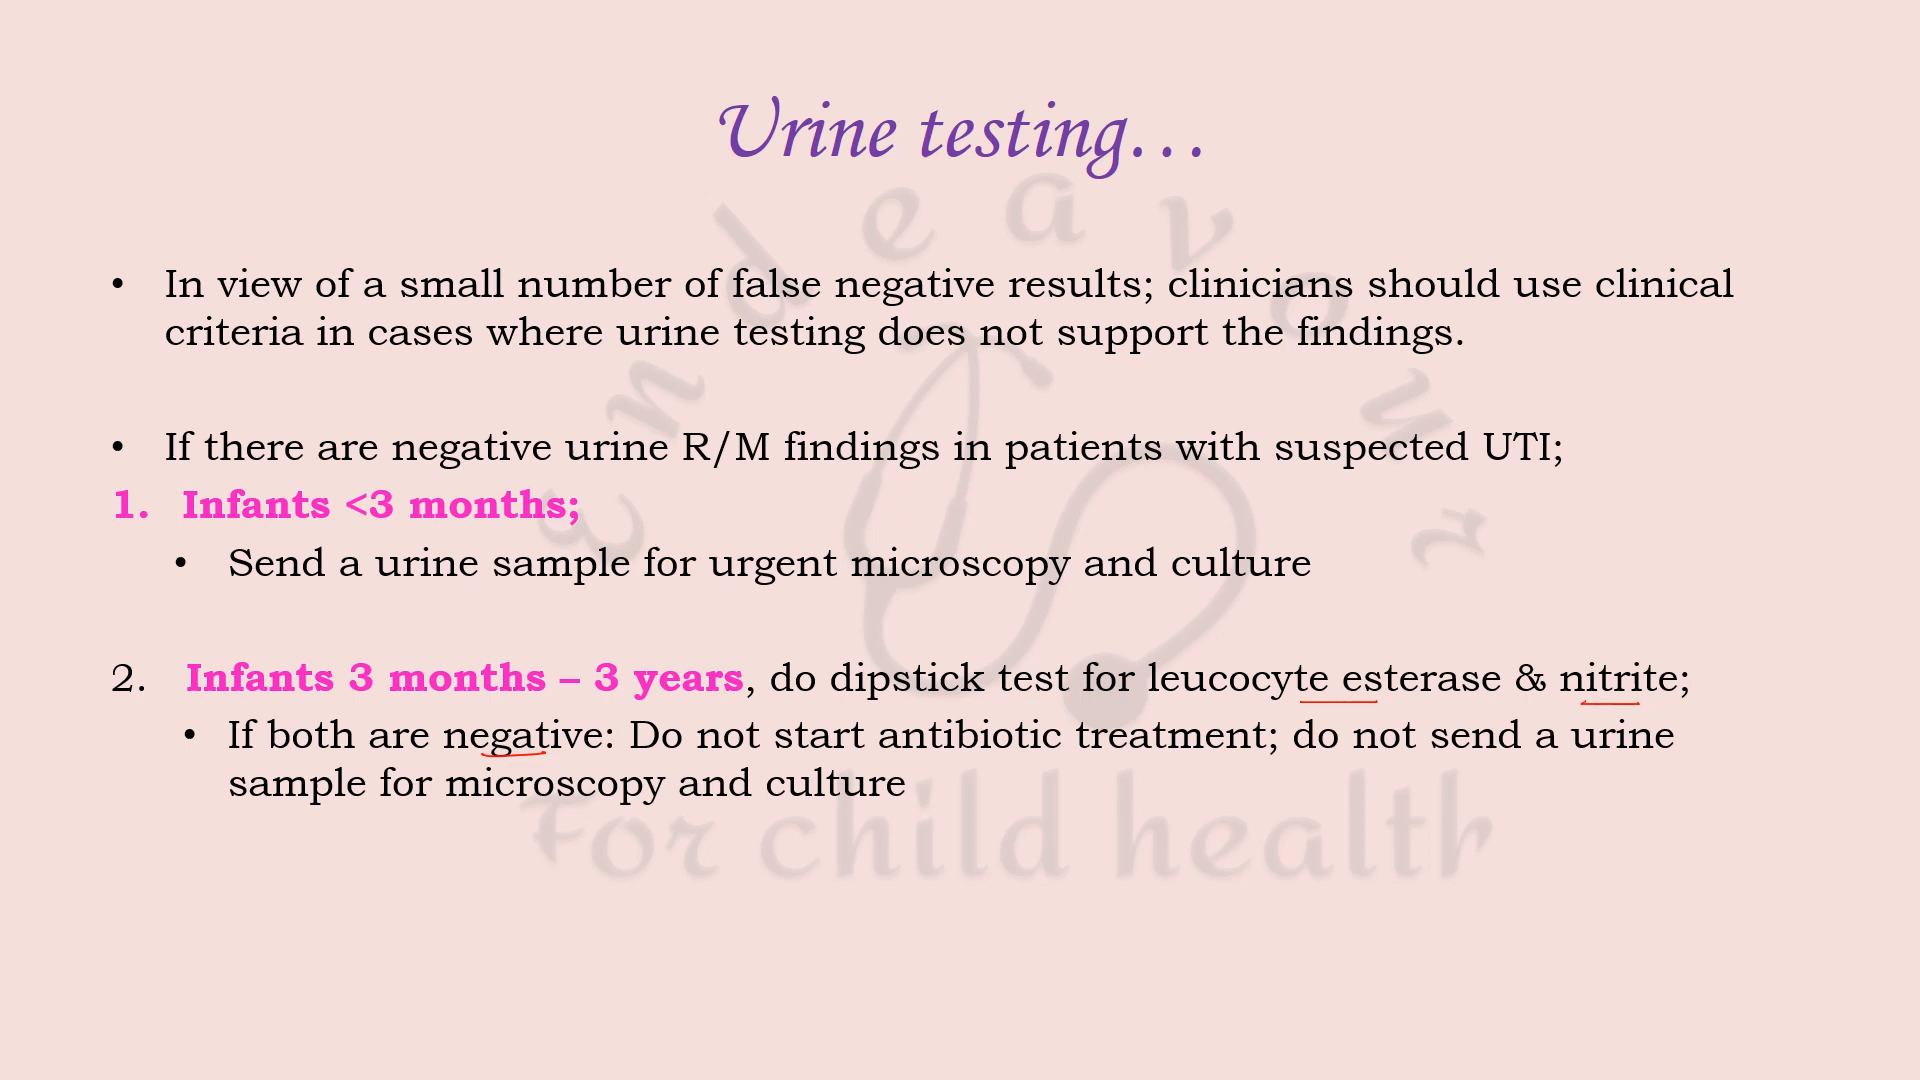 Urine testing...
• In view of a small number of false negative results; clinicians should use clinical
criteria in cases where urine testing does not support the findings.
• If there are negative urine R/M findings in patients with suspected UTI;
1. Infants <3 months;
• Send a urine sample for urgent microscopy and culture
2. Infants 3 months – 3 years, do dipstick test for leucocyte esterase & nitrite;
• If both are negative: Do not start antibiotic treatment; do not send a urine
sample for microscopy and culture
Endeavour
For child health